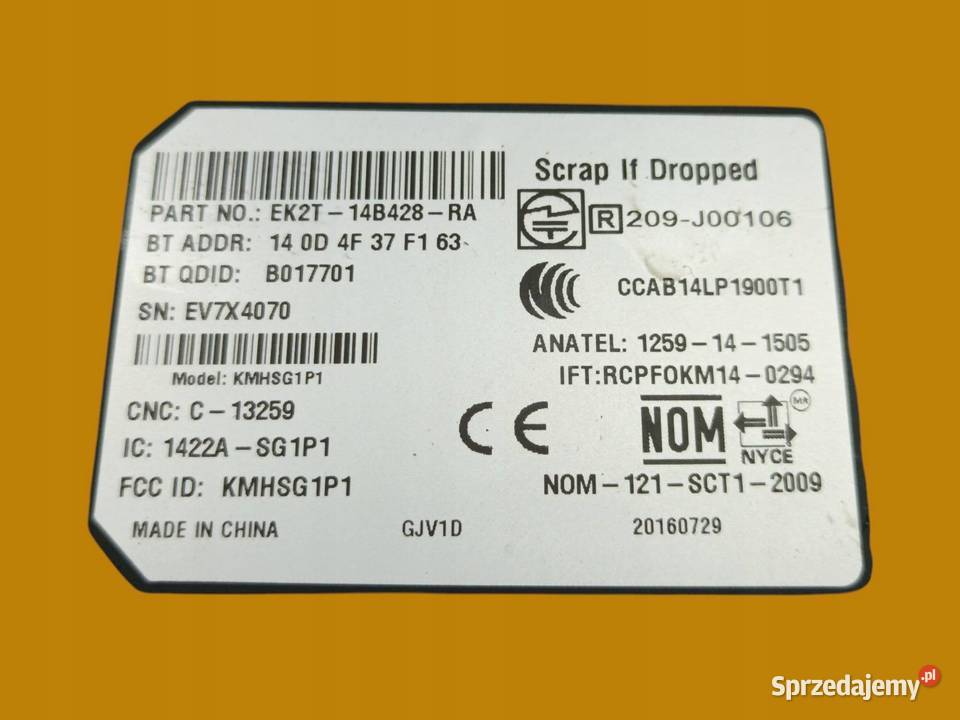 Scrap If Dropped
PART NO.: EK2T-14B428-RA
R 209-J00106
BT ADDR: 14 0D 4F 37 F1 63
BT QDID: B017701
CCAB14LP1900T1
SN: EV7X4070
ANATEL: 1259-14-1505
Model: KMHSG1P1
IFT:RCPFOKM14-0294
CNC: C-13259
CE
NOM
MR
NYCE
IC: 1422A-SG1P1
FCC ID: KMHSG1P1
NOM-121-SCT1-2009
MADE IN CHINA
GJV1D
20160729
Sprzedajemy.pl